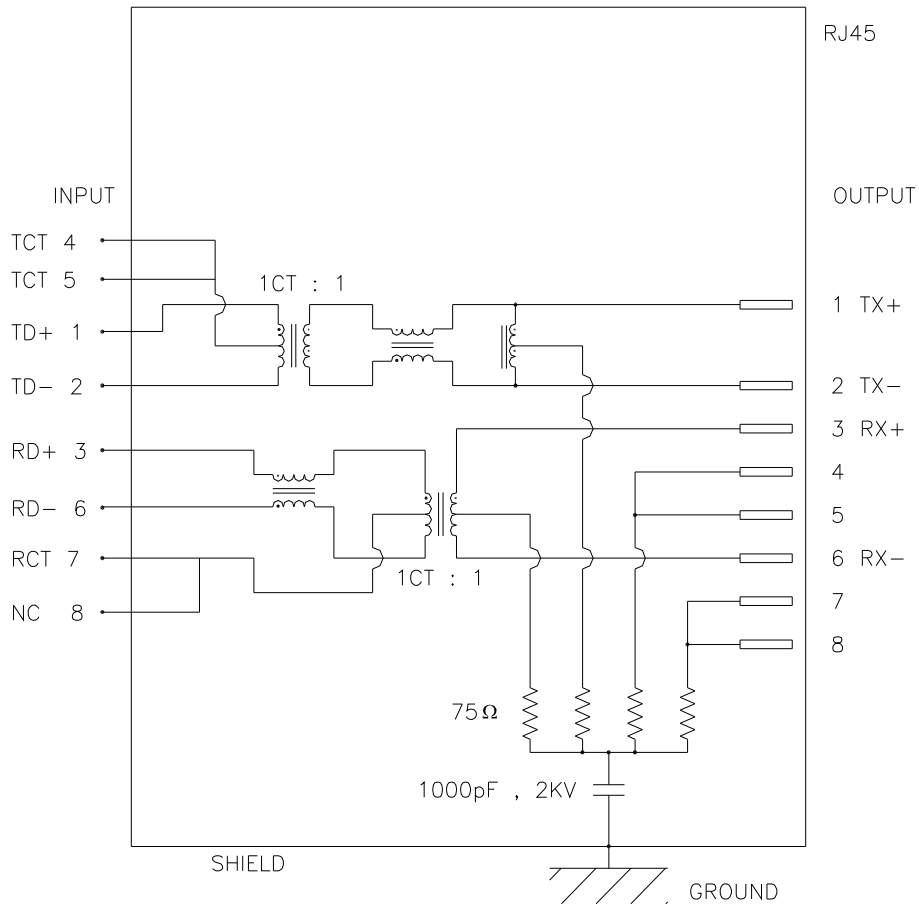 RJ45
INPUT
OUTPUT
TCT 4
TCT 5
1CT : 1
1 TX+
TD+ 1
TD- 2
2 TX-
3 RX+
RD+ 3
4
RD- 6
5
RCT 7
6 RX-
1CT : 1
7
NC 8
8
75Ω
1000pF , 2KV
SHIELD
GROUND